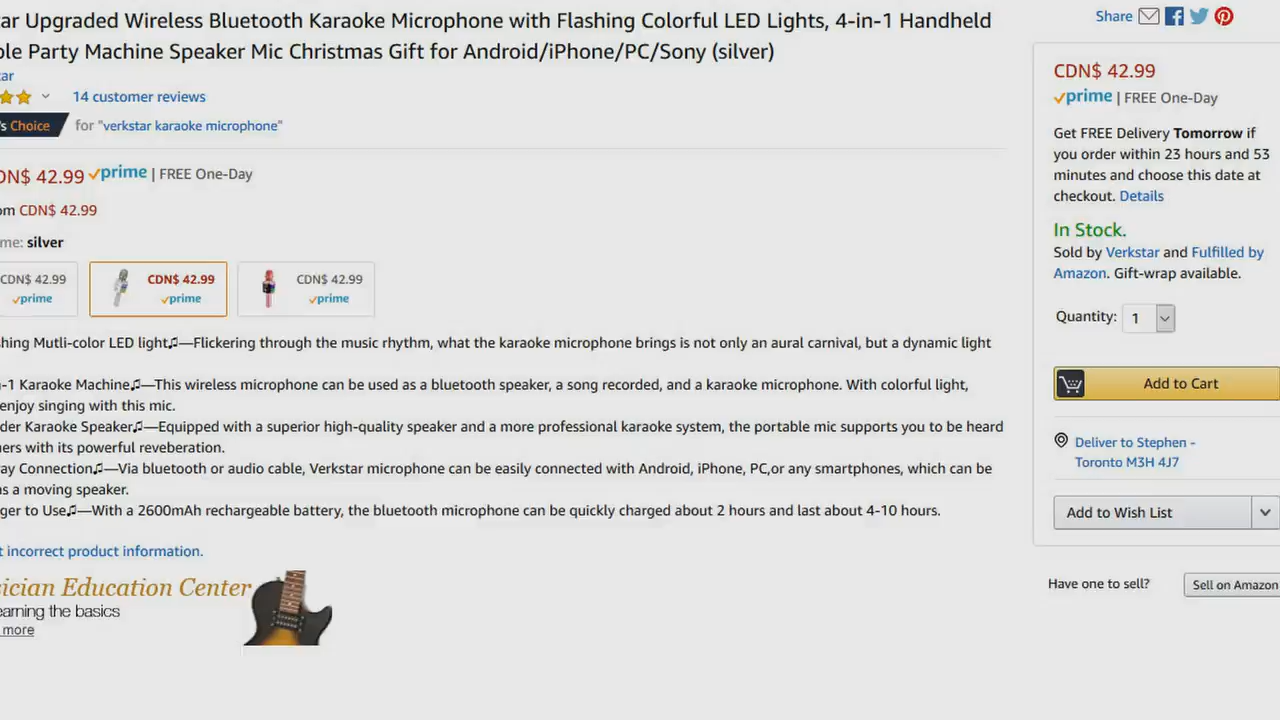 ar Upgraded Wireless Bluetooth Karaoke Microphone with Flashing Colorful LED Lights, 4-in-1 Handheld
ble Party Machine Speaker Mic Christmas Gift for Android/iPhone/PC/Sony (silver)
ar
14 customer reviews
's Choice for "verkstar karaoke microphone"
DN$ 42.99 prime | FREE One-Day
om CDN$ 42.99
me: silver
CDN$ 42.99 CDN$ 42.99 CDN$ 42.99
prime prime prime
hing Mutli-color LED light♫—Flickering through the music rhythm, what the karaoke microphone brings is not only an aural carnival, but a dynamic light
-1 Karaoke Machine♫—This wireless microphone can be used as a bluetooth speaker, a song recorded, and a karaoke microphone. With colorful light,
enjoy singing with this mic.
der Karaoke Speaker♫—Equipped with a superior high-quality speaker and a more professional karaoke system, the portable mic supports you to be heard
ers with its powerful reveberation.
ay Connection♫—Via bluetooth or audio cable, Verkstar microphone can be easily connected with Android, iPhone, PC,or any smartphones, which can be
as a moving speaker.
ger to Use♫—With a 2600mAh rechargeable battery, the bluetooth microphone can be quickly charged about 2 hours and last about 4-10 hours.
t incorrect product information.
sician Education Center
earning the basics
more
Share
CDN$ 42.99
prime | FREE One-Day
Get FREE Delivery Tomorrow if
you order within 23 hours and 53
minutes and choose this date at
checkout. Details
In Stock.
Sold by Verkstar and Fulfilled by
Amazon. Gift-wrap available.
Quantity: 1
Add to Cart
Deliver to Stephen -
Toronto M3H 4J7
Add to Wish List
Have one to sell? Sell on Amazon